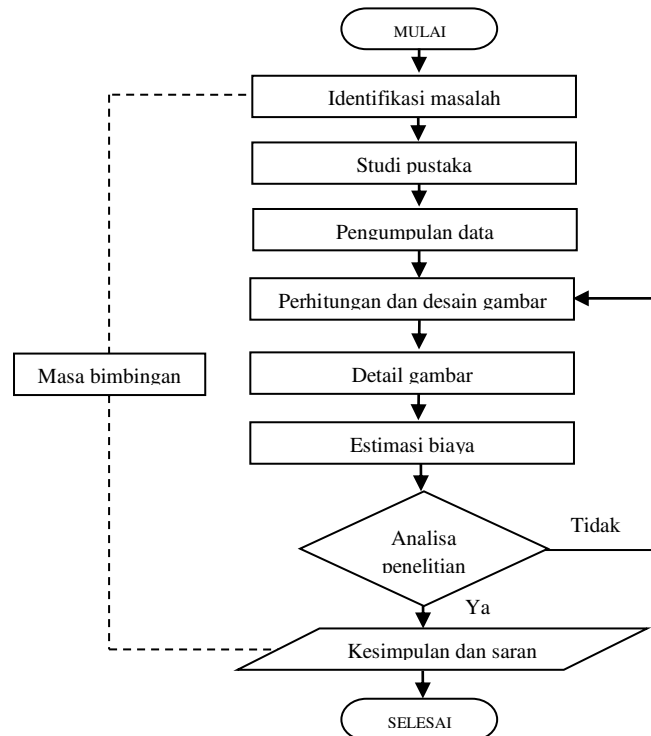 MULAI
Identifikasi masalah
Studi pustaka
Pengumpulan data
Perhitungan dan desain gambar
Masa bimbingan
Detail gambar
Estimasi biaya
Analisa
penelitian
Tidak
Ya
Kesimpulan dan saran
SELESAI